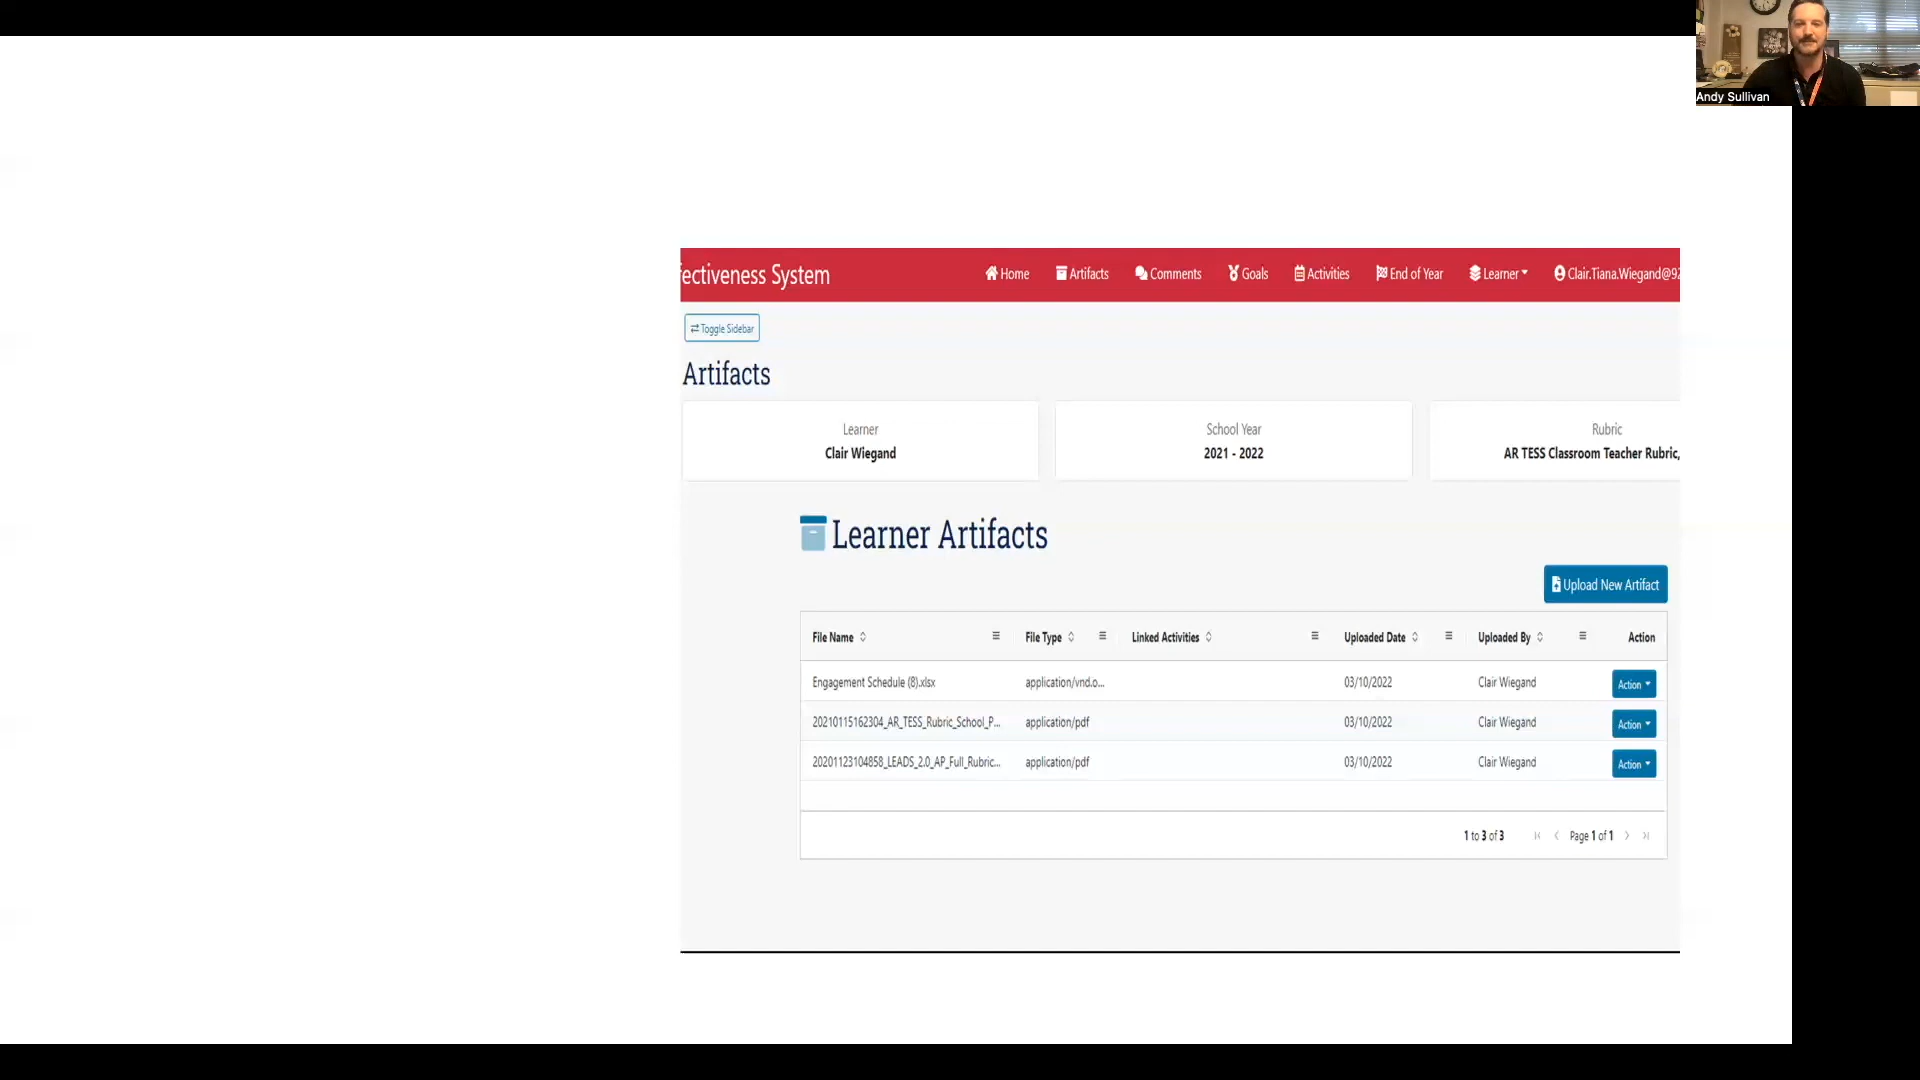 Andy Sullivan
fectiveness System
Home Artifacts Comments Goals Activities End of Year Learner Clair.Tiana.Wiegand@92
Toggle Sidebar
Artifacts
Learner School Year Rubric
Clair Wiegand 2021 - 2022 AR TESS Classroom Teacher Rubric,
Learner Artifacts
Upload New Artifact
File Name File Type Linked Activities Uploaded Date Uploaded By Action
Engagement Schedule (8).xlsx application/vnd.o... 03/10/2022 Clair Wiegand Action
20210115162304_AR_TESS_Rubric_School_P... application/pdf 03/10/2022 Clair Wiegand Action
20201123104858_LEADS_2.0_AP_Full_Rubric... application/pdf 03/10/2022 Clair Wiegand Action
1 to 3 of 3 Page 1 of 1